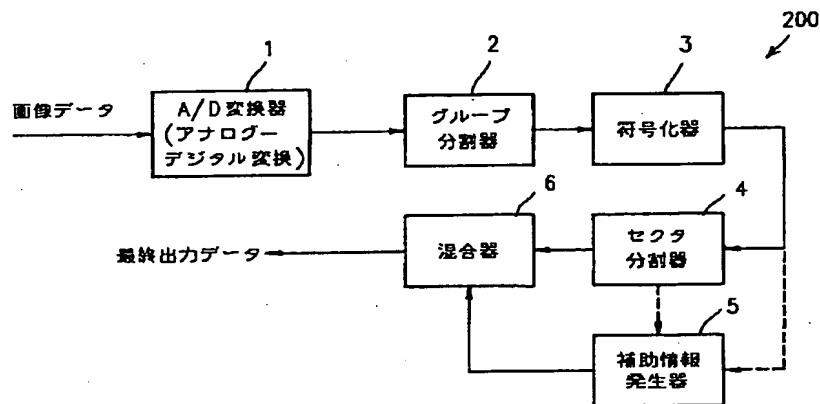 200
1
2
3
画像データ
A/D変換器
(アナログー
デジタル変換)
グループ
分割器
符号化器
6
4
最終出力データ
混合器
セクタ
分割器
5
補助情報
発生器